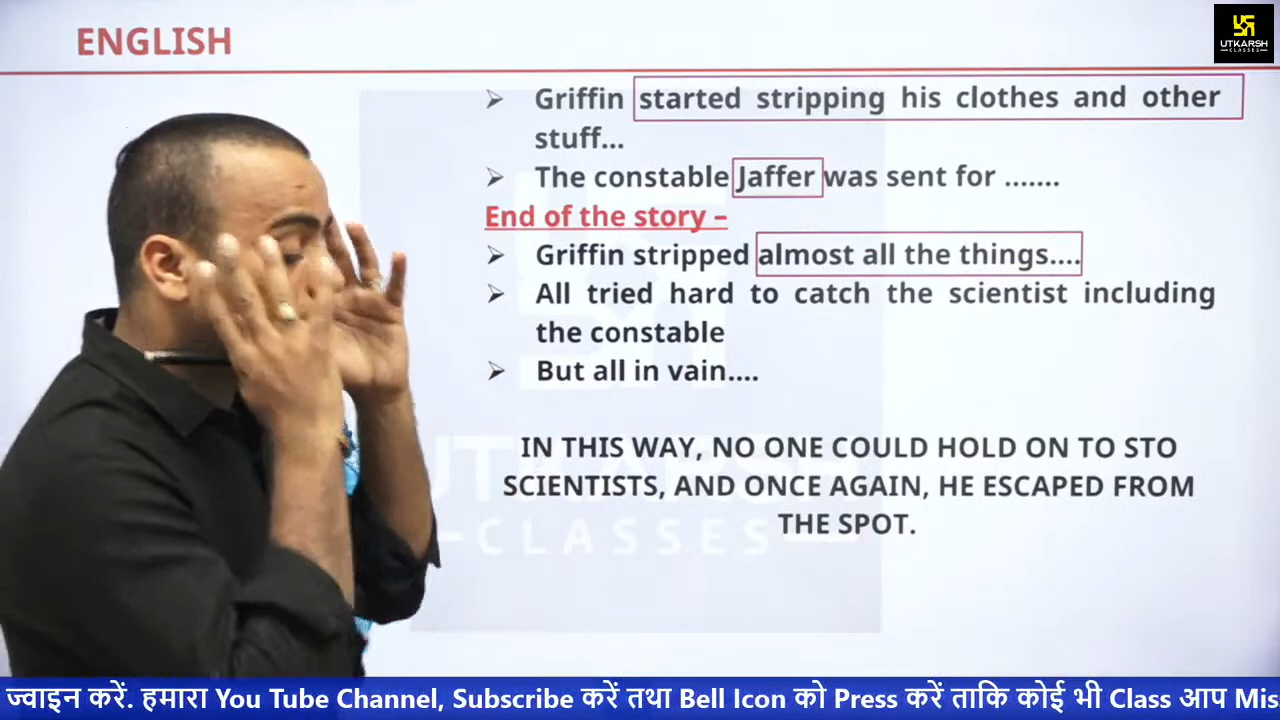 ENGLISH
UTKARSH
CLASSES
➢ Griffin started stripping his clothes and other
stuff...
➢ The constable Jaffer was sent for .......
End of the story –
➢ Griffin stripped almost all the things....
➢ All tried hard to catch the scientist including
the constable
➢ But all in vain....
IN THIS WAY, NO ONE COULD HOLD ON TO STO
SCIENTISTS, AND ONCE AGAIN, HE ESCAPED FROM
THE SPOT.
UTKARSH
CLASSES
ज्वाइन करें. हमारा You Tube Channel, Subscribe करें तथा Bell Icon को Press करें ताकि कोई भी Class आप Mis